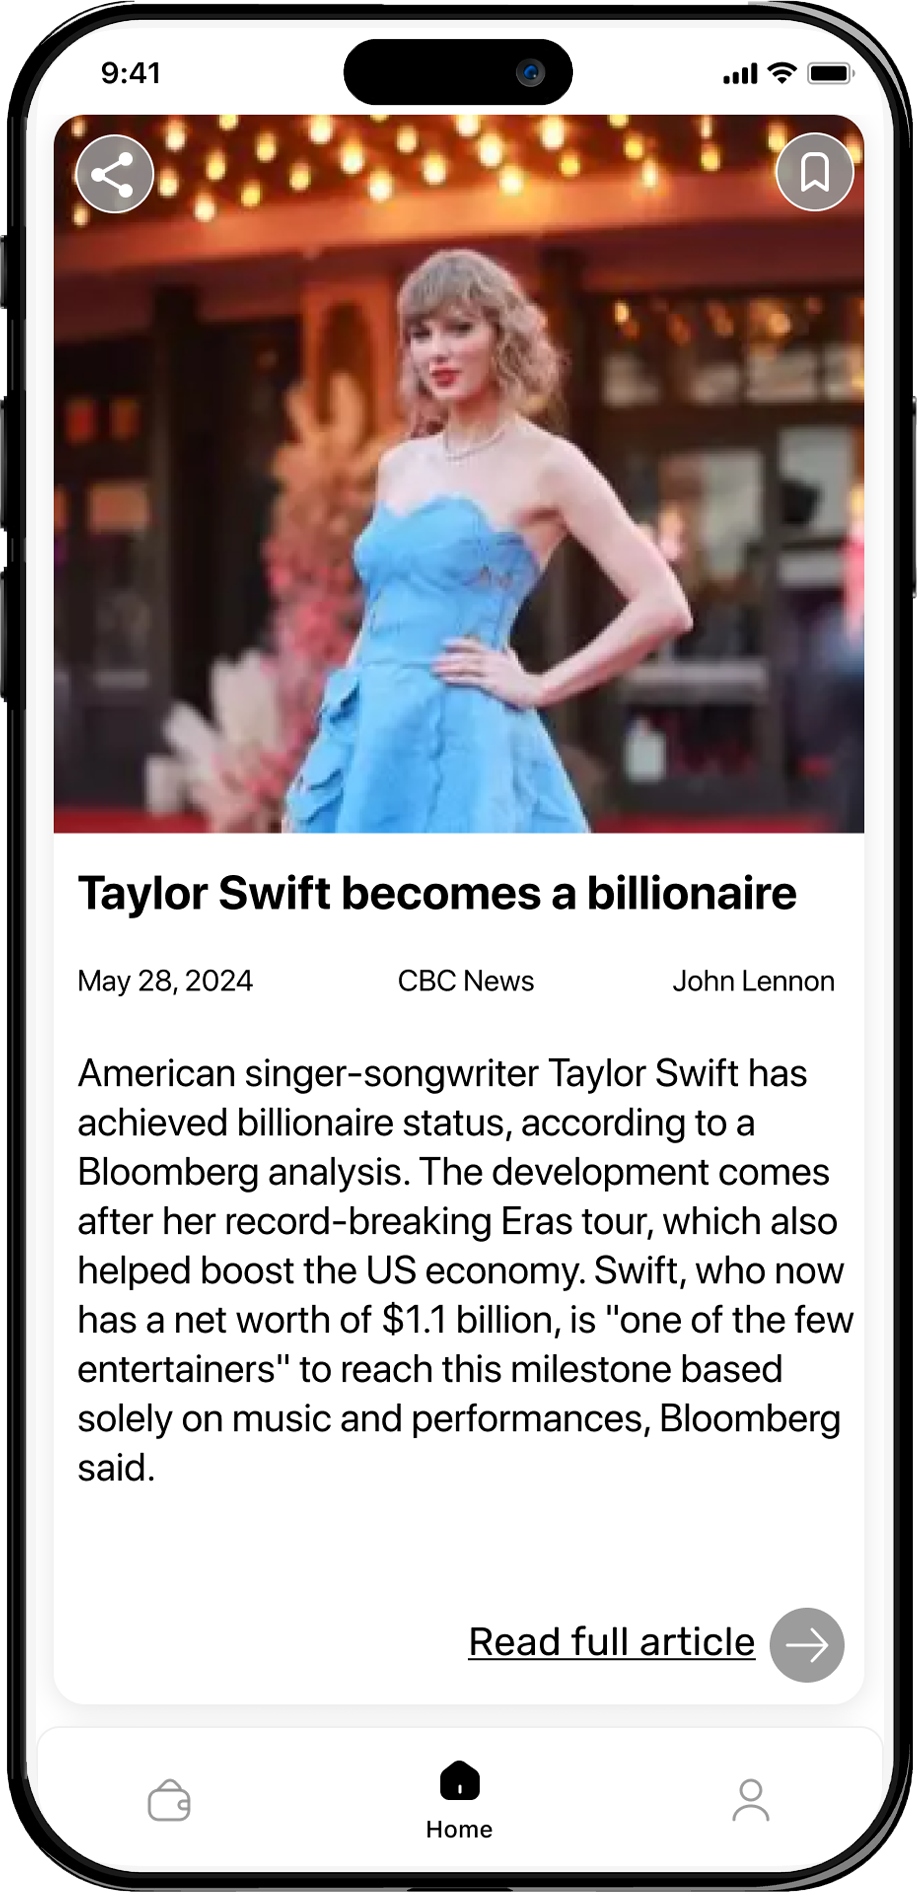 9:41
Taylor Swift becomes a billionaire
May 28, 2024 CBC News John Lennon
American singer-songwriter Taylor Swift has
achieved billionaire status, according to a
Bloomberg analysis. The development comes
after her record-breaking Eras tour, which also
helped boost the US economy. Swift, who now
has a net worth of $1.1 billion, is "one of the few
entertainers" to reach this milestone based
solely on music and performances, Bloomberg
said.
Read full article
Home